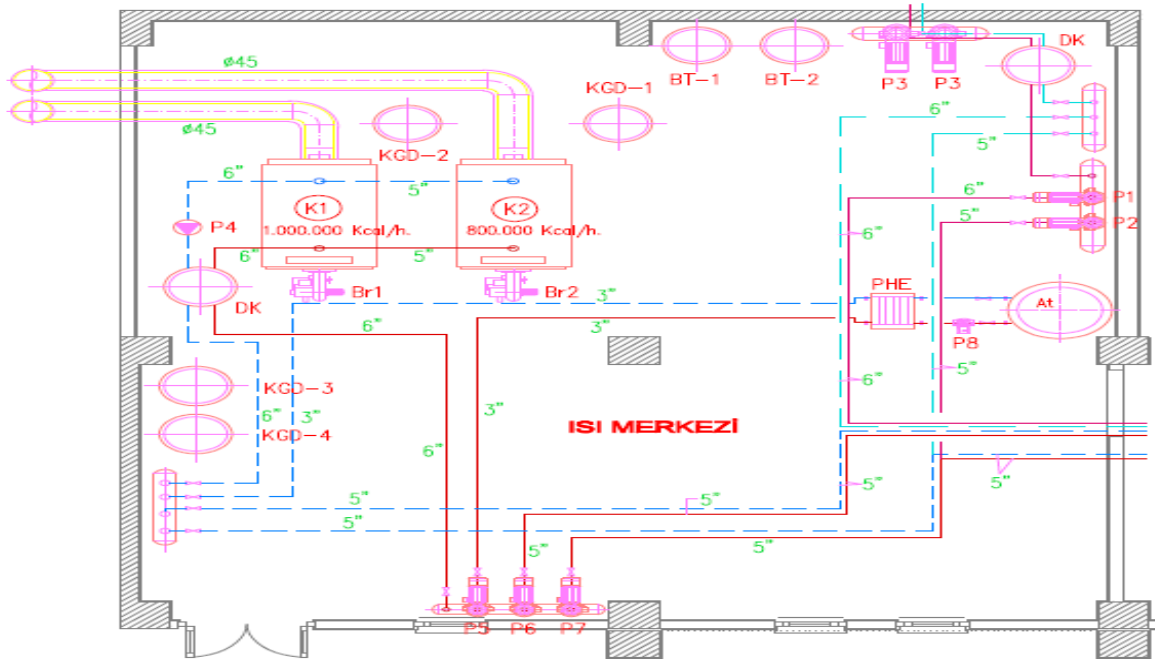 ø45
DK
BT-1
BT-2
P3
P3
KGD-1
6"
ø45
5"
KGD-2
6"
5"
6"
P1
K1
K2
5"
P2
P4
1.000.000 Kcal/h.
800.000 Kcal/h.
6"
6"
5"
PHE
Br1
Br2
3"
At
DK
6"
3"
P8
5"
6"
KGD-3
3"
6"
3"
ISI MERKEZİ
KGD-4
6"
5"
5"
5"
5"
5"
5"
5"
P5
P6
P7